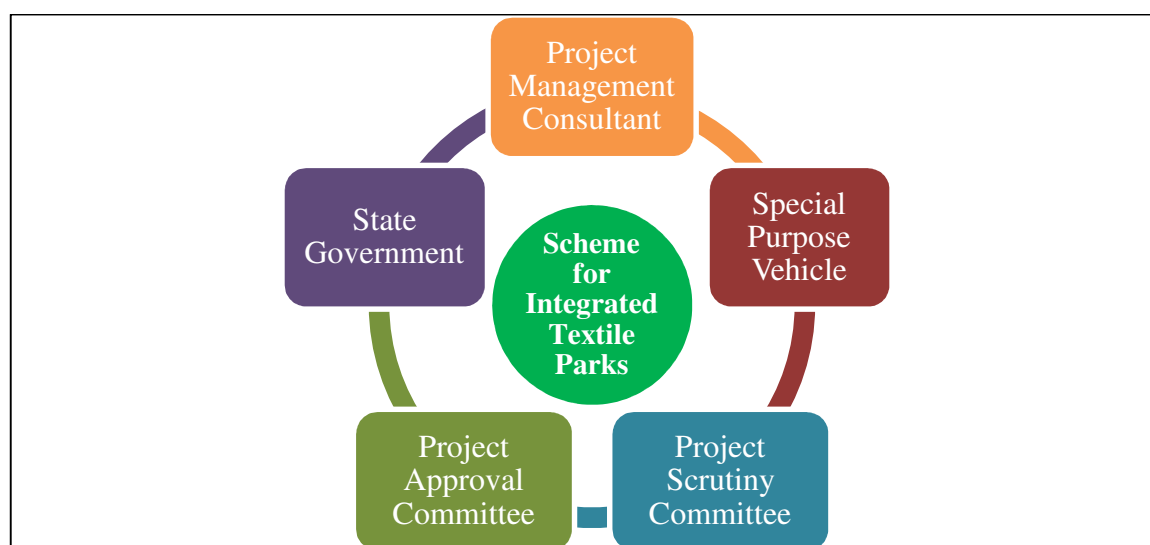 Project
Management
Consultant
Special
Purpose
Vehicle
Project
Scrutiny
Committee
Project
Approval
Committee
State
Government
Scheme
for
Integrated
Textile
Parks